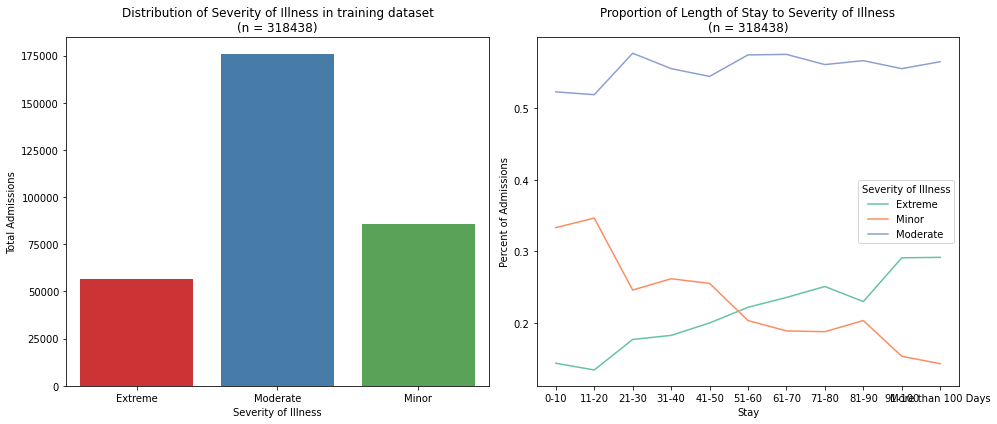 Distribution of Severity of Illness in training dataset
(n = 318438)
Total Admissions
175000
150000
125000
100000
75000
50000
25000
0
Extreme Moderate Minor
Severity of Illness
Proportion of Length of Stay to Severity of Illness
(n = 318438)
Percent of Admissions
0.5
0.4
0.3
0.2
Severity of Illness
Extreme
Minor
Moderate
0-10 11-20 21-30 31-40 41-50 51-60 61-70 71-80 81-90 91-100 More than 100 Days
Stay